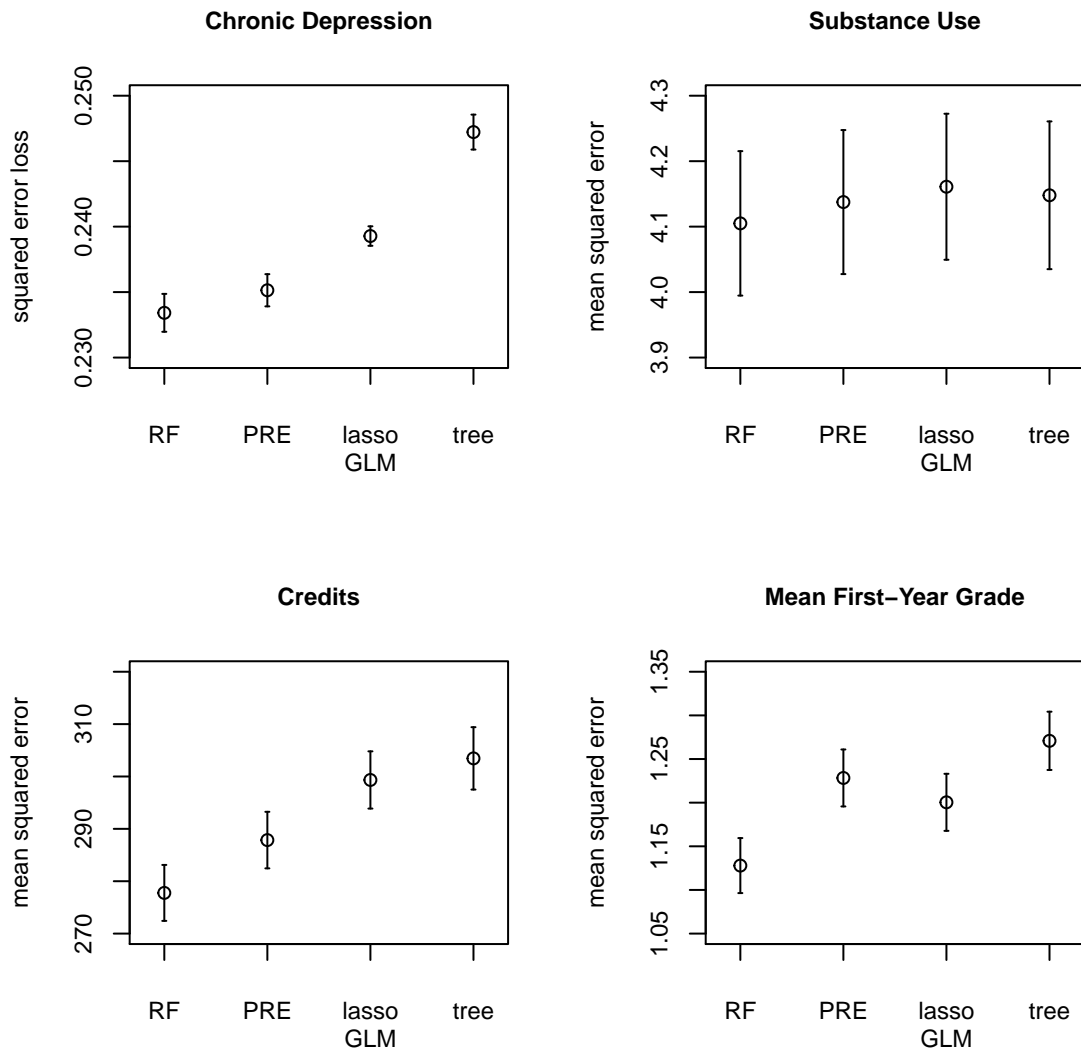 Chronic Depression
squared error loss
0.250
0.240
0.230
RF PRE lasso tree
GLM
Substance Use
mean squared error
4.3
4.2
4.1
4.0
3.9
RF PRE lasso tree
GLM
Credits
mean squared error
310
290
270
RF PRE lasso tree
GLM
Mean First−Year Grade
mean squared error
1.35
1.25
1.15
1.05
RF PRE lasso tree
GLM